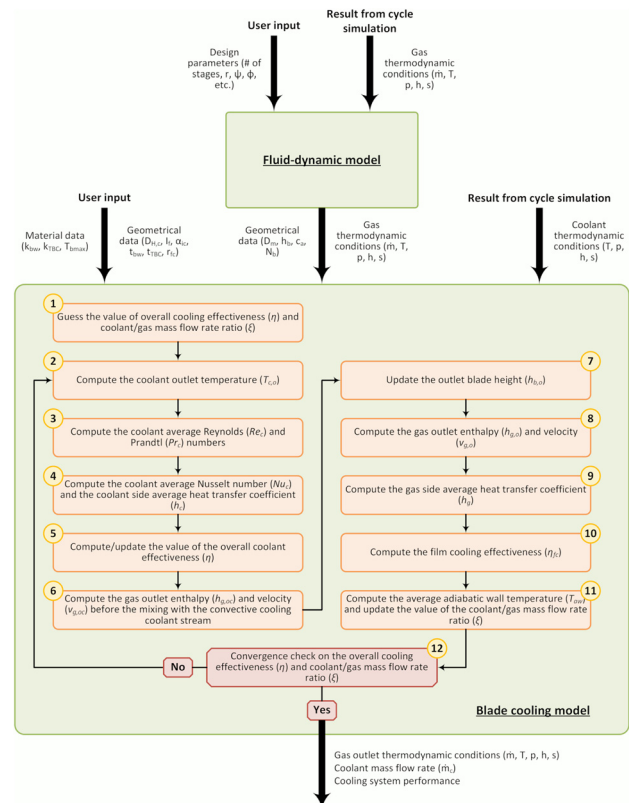 User input
Result from cycle
simulation
Design
parameters (# of
stages, r, ψ, ϕ,
etc.)
Gas
thermodynamic
conditions (ṁ, T,
p, h, s)
Fluid-dynamic model
User input
Result from cycle simulation
Material data
(k_bw, k_TBC, T_bmax)
Geometrical
data (D_H,c, l_f, α_ic,
t_bw, t_TBC, r_fc)
Geometrical
data (D_m, h_b, c_a,
N_b)
Gas
thermodynamic
conditions (ṁ, T,
p, h, s)
Coolant
thermodynamic
conditions (T, p,
h, s)
1
Guess the value of overall cooling effectiveness (η) and
coolant/gas mass flow rate ratio (ξ)
2
Compute the coolant outlet temperature (T_c,o)
3
Compute the coolant average Reynolds (Re_c) and
Prandtl (Pr_c) numbers
4
Compute the coolant average Nusselt number (Nu_c)
and the coolant side average heat transfer coefficient
(h_c)
5
Compute/update the value of the overall coolant
effectiveness (η)
6
Compute the gas outlet enthalpy (h_g,oc) and velocity
(v_g,oc) before the mixing with the convective cooling
coolant stream
7
Update the outlet blade height (h_b,o)
8
Compute the gas outlet enthalpy (h_g,o) and velocity
(v_g,o)
9
Compute the gas side average heat transfer coefficient
(h_g)
10
Compute the film cooling effectiveness (η_fc)
11
Compute the average adiabatic wall temperature (T_aw)
and update the value of the coolant/gas mass flow rate
ratio (ξ)
12
Convergence check on the overall cooling
effectiveness (η) and coolant/gas mass flow rate
ratio (ξ)
No
Yes
Blade cooling model
Gas outlet thermodynamic conditions (ṁ, T, p, h, s)
Coolant mass flow rate (ṁ_c)
Cooling system performance